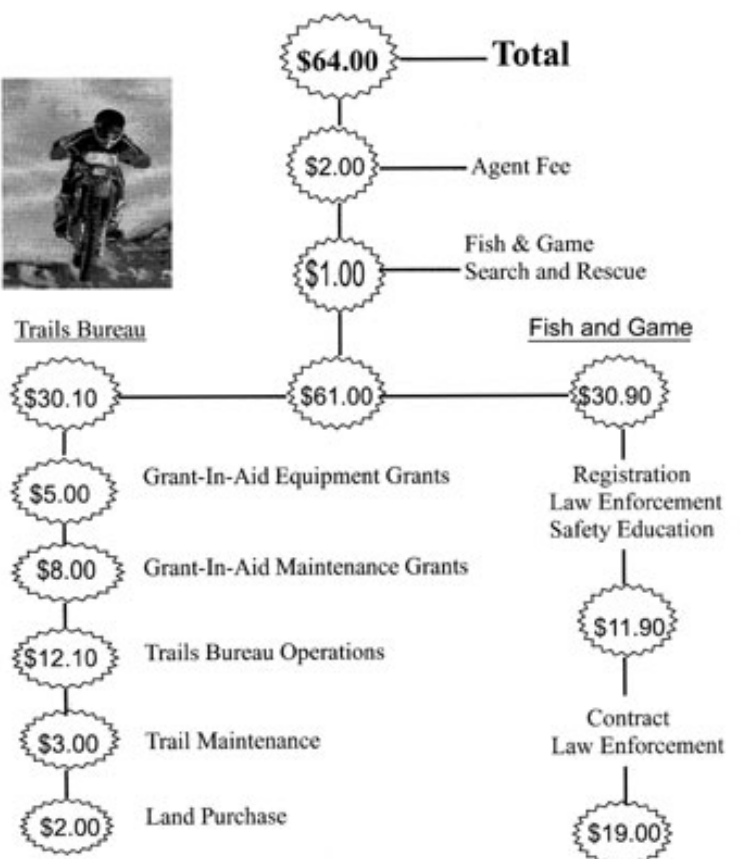 $64.00 Total
$2.00 Agent Fee
$1.00 Fish & Game
Search and Rescue
Trails Bureau
Fish and Game
$30.10
$61.00
$30.90
$5.00 Grant-In-Aid Equipment Grants
$8.00 Grant-In-Aid Maintenance Grants
$12.10 Trails Bureau Operations
$3.00 Trail Maintenance
$2.00 Land Purchase
Registration
Law Enforcement
Safety Education
$11.90
Contract
Law Enforcement
$19.00